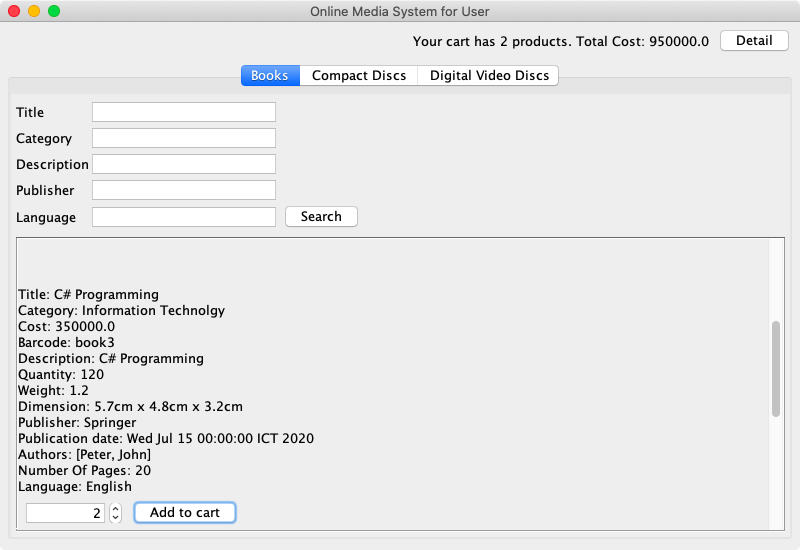 Online Media System for User
Your cart has 2 products. Total Cost: 950000.0 Detail
Books Compact Discs Digital Video Discs
Title
Category
Description
Publisher
Language Search
Title: C# Programming
Category: Information Technolgy
Cost: 350000.0
Barcode: book3
Description: C# Programming
Quantity: 120
Weight: 1.2
Dimension: 5.7cm x 4.8cm x 3.2cm
Publisher: Springer
Publication date: Wed Jul 15 00:00:00 ICT 2020
Authors: [Peter, John]
Number Of Pages: 20
Language: English
2 Add to cart